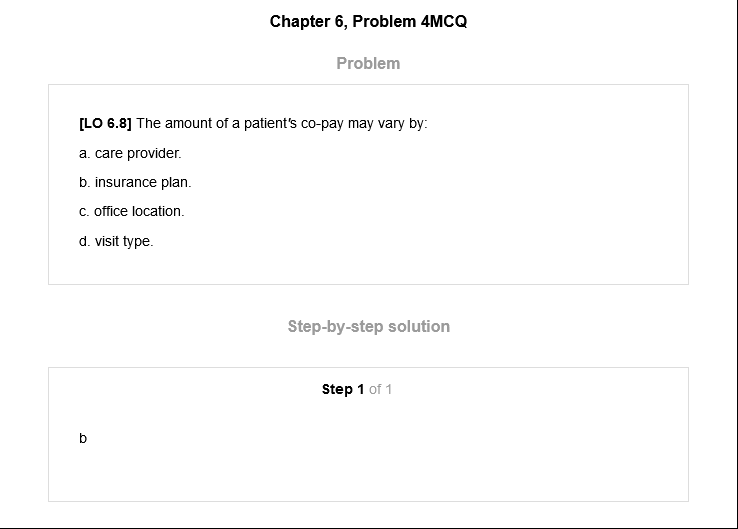 Chapter 6, Problem 4MCQ
Problem
[LO 6.8] The amount of a patient's co-pay may vary by:
a. care provider.
b. insurance plan.
c. office location.
d. visit type.
Step-by-step solution
Step 1 of 1
b